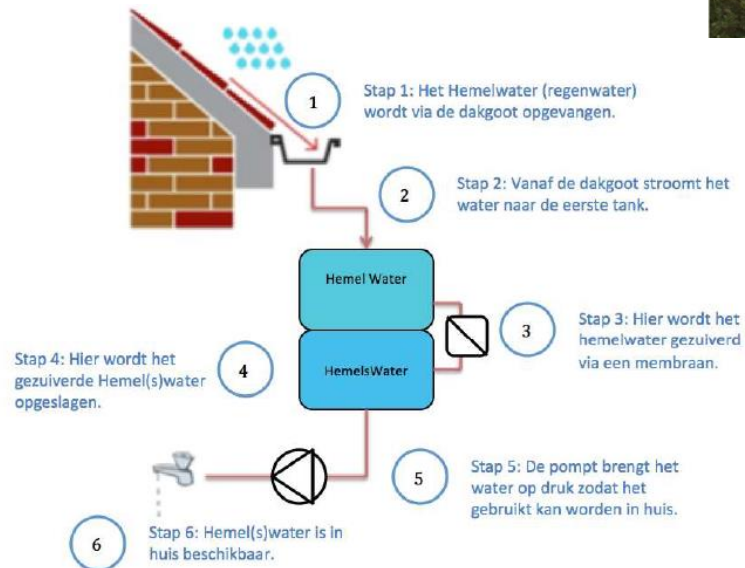 1
Stap 1: Het Hemelwater (regenwater)
wordt via de dakgoot opgevangen.
2
Stap 2: Vanaf de dakgoot stroomt het
water naar de eerste tank.
Hemel Water
3
Stap 3: Hier wordt het
hemelwater gezuiverd
via een membraan.
Stap 4: Hier wordt het
gezuiverde Hemel(s)water
opgeslagen.
4
HemelsWater
5
Stap 5: De pompt brengt het
water op druk zodat het
gebruikt kan worden in huis.
6
Stap 6: Hemel(s)water is in
huis beschikbaar.